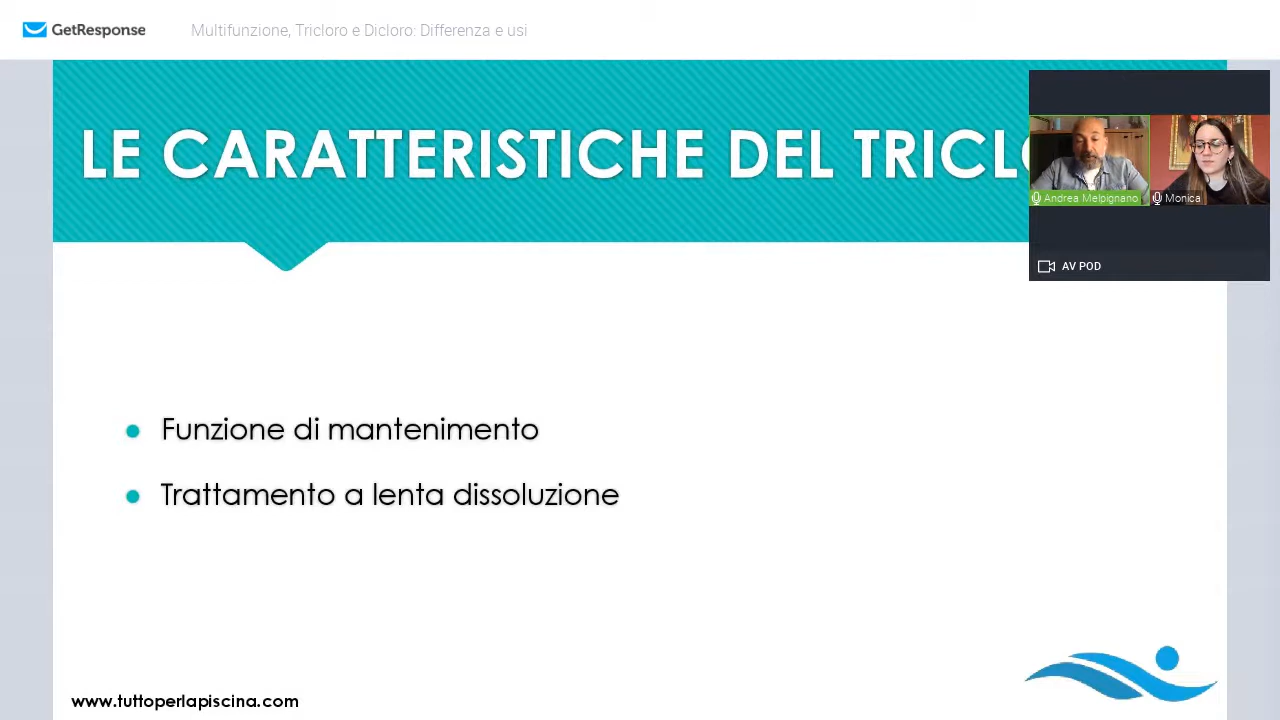 GetResponse
Multifunzione, Tricloro e Dicloro: Differenza e usi
LE CARATTERISTICHE DEL TRICL
Andrea Melpignano
Monica
AV POD
Funzione di mantenimento
Trattamento a lenta dissoluzione
www.tuttoperlapiscina.com